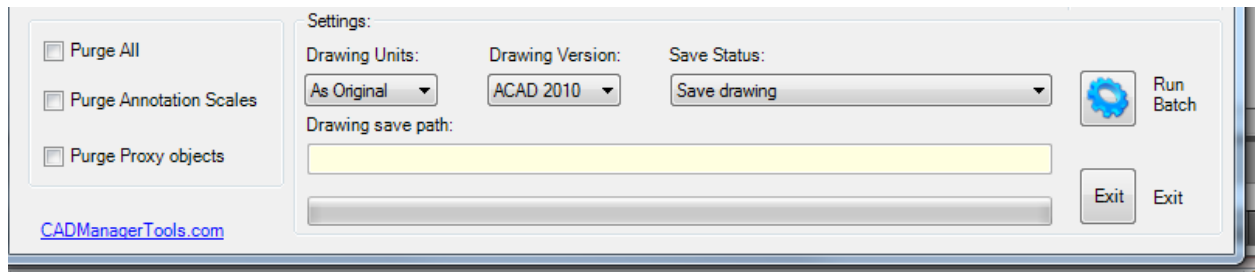 Settings:
Purge All
Purge Annotation Scales
Purge Proxy objects
CADManagerTools.com
Drawing Units:
Drawing Version:
Save Status:
As Original
ACAD 2010
Save drawing
Drawing save path:
Run
Batch
Exit
Exit